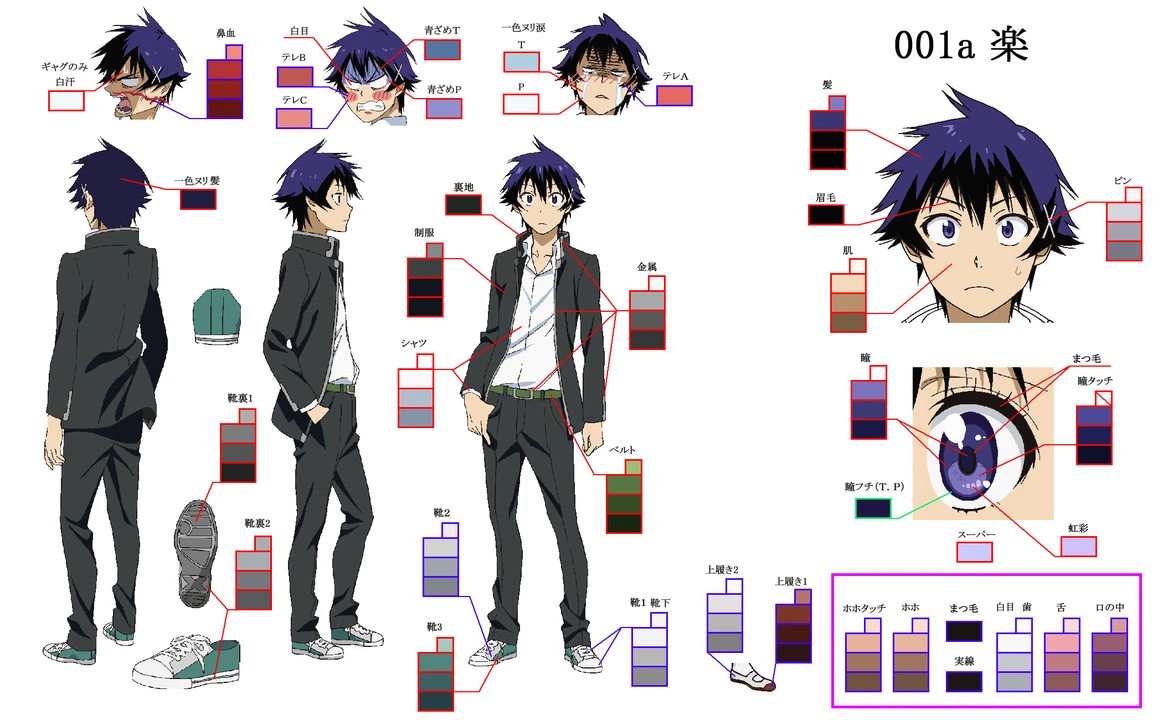 001a 楽
鼻血
ギャグのみ
白汗
白目
テレB
テレC
青ざめT
青ざめP
一色ヌリ涙
T
P
テレA
一色ヌリ髪
裏地
制服
金属
シャツ
ベルト
靴裏1
靴裏2
靴2
靴3
靴1 靴下
上履き2
上履き1
髪
眉毛
肌
ピン
瞳
まつ毛
瞳タッチ
瞳フチ(T.P)
スーパー
虹彩
ホホタッチ
ホホ
まつ毛
実線
白目 歯
舌
口の中